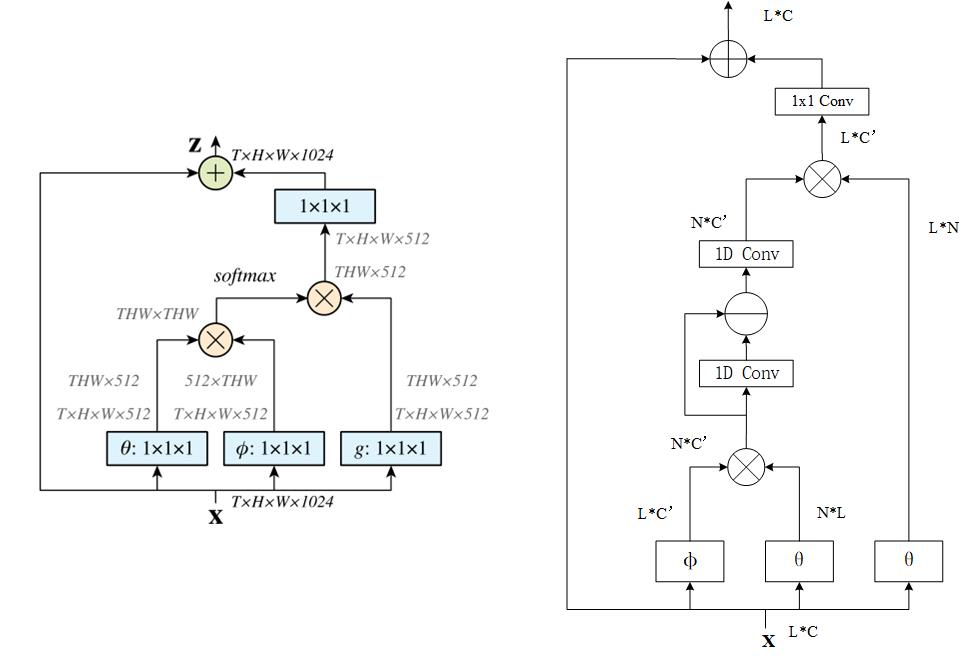 Z
T×H×W×1024
1×1×1
T×H×W×512
softmax
THW×512
THW×THW
THW×512
512×THW
THW×512
T×H×W×512
T×H×W×512
T×H×W×512
θ: 1×1×1
ϕ: 1×1×1
g: 1×1×1
X
T×H×W×1024
L*C
1x1 Conv
L*C’
N*C’
L*N
1D Conv
1D Conv
N*C’
L*C’
N*L
ϕ
θ
θ
X
L*C